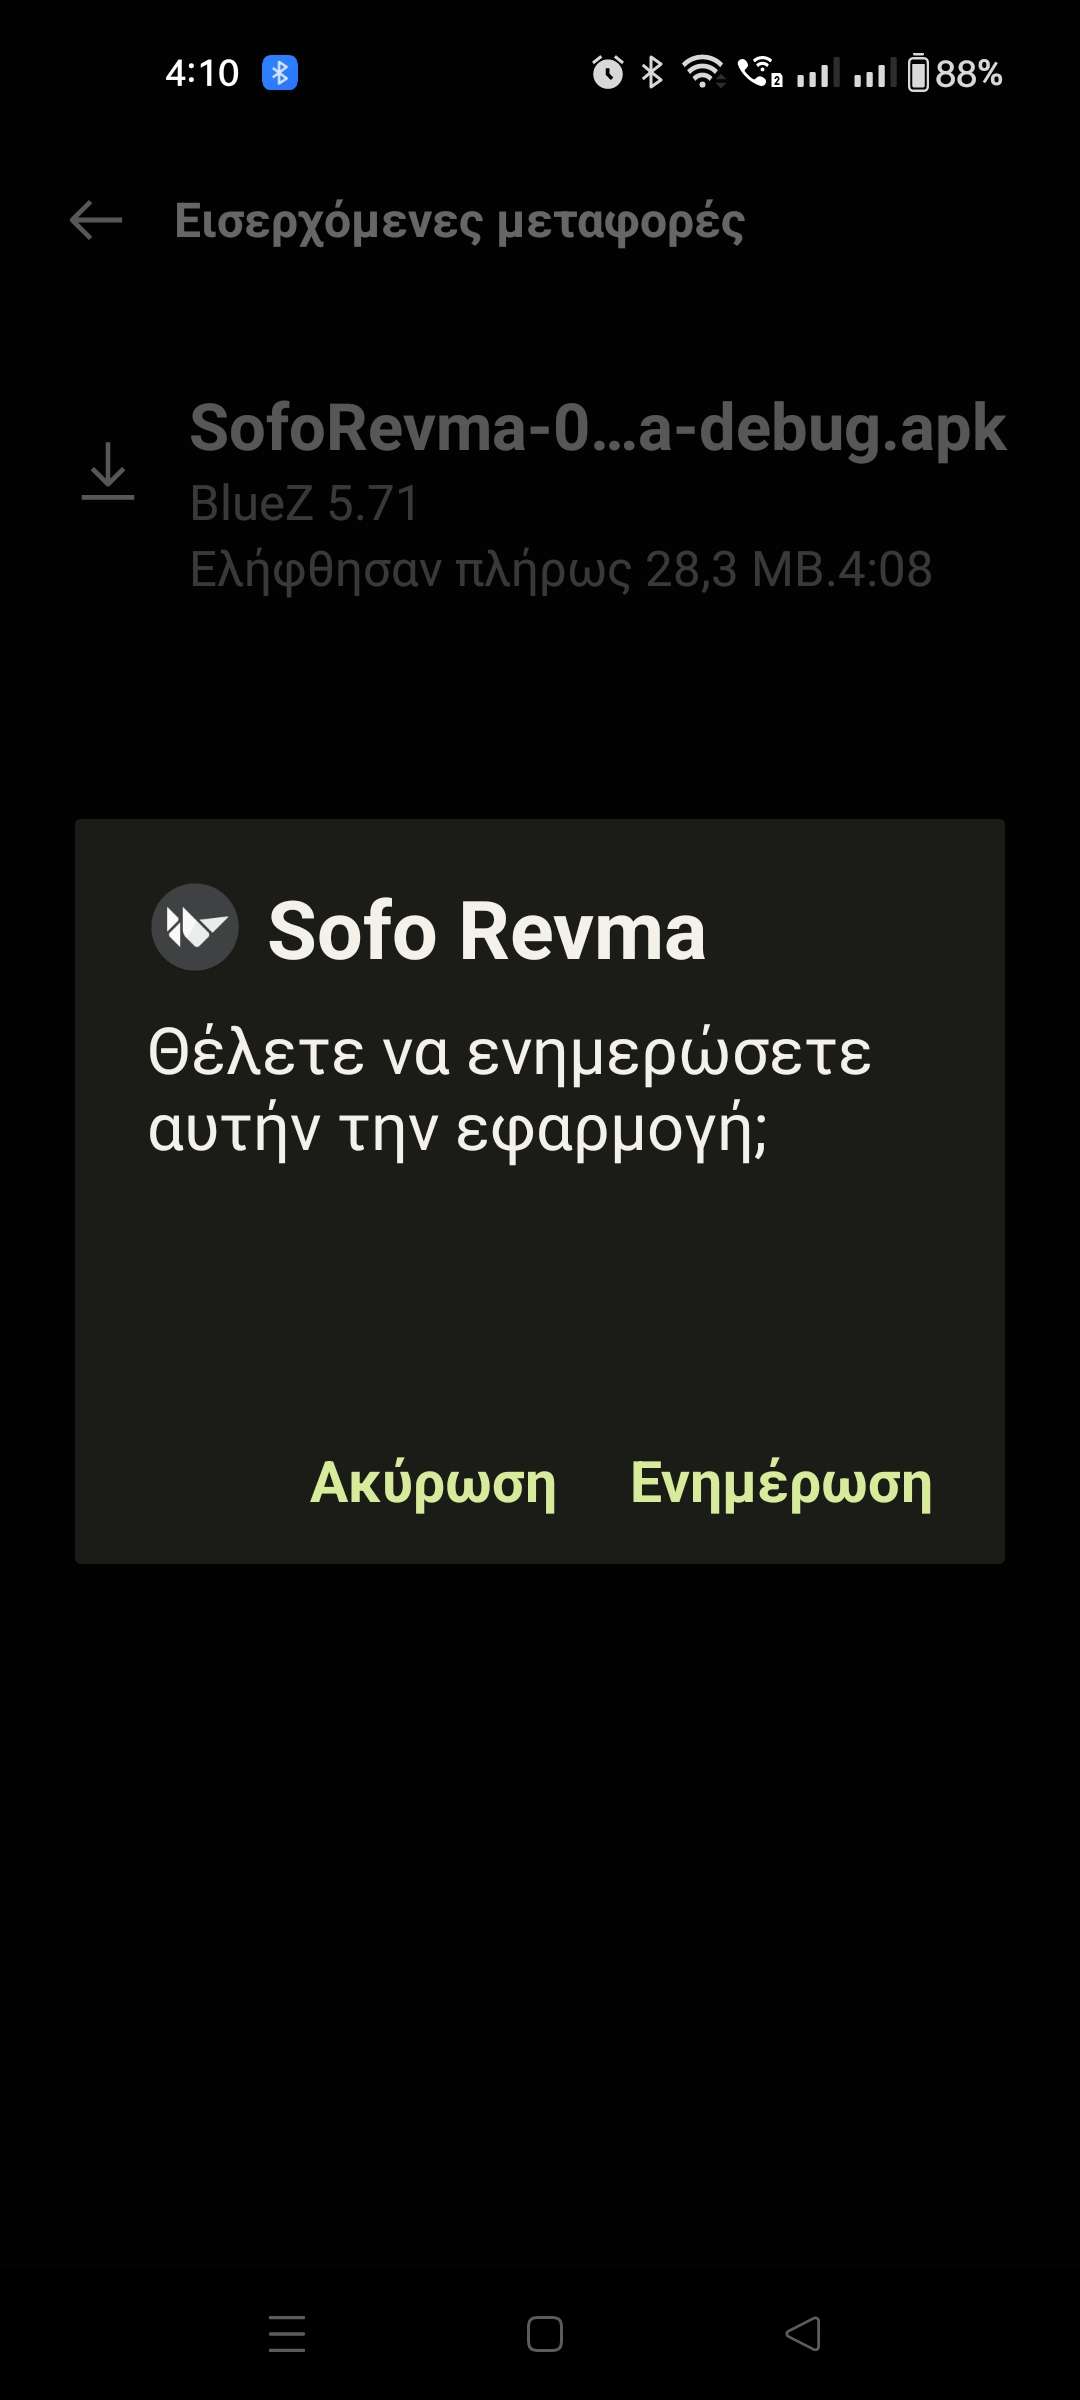 4:10
88%
Εισερχόμενες μεταφορές
SofoRevma-0…a-debug.apk
BlueZ 5.71
Ελήφθησαν πλήρως 28,3 MB.4:08
Sofo Revma
Θέλετε να ενημερώσετε
αυτήν την εφαρμογή;
Ακύρωση Ενημέρωση